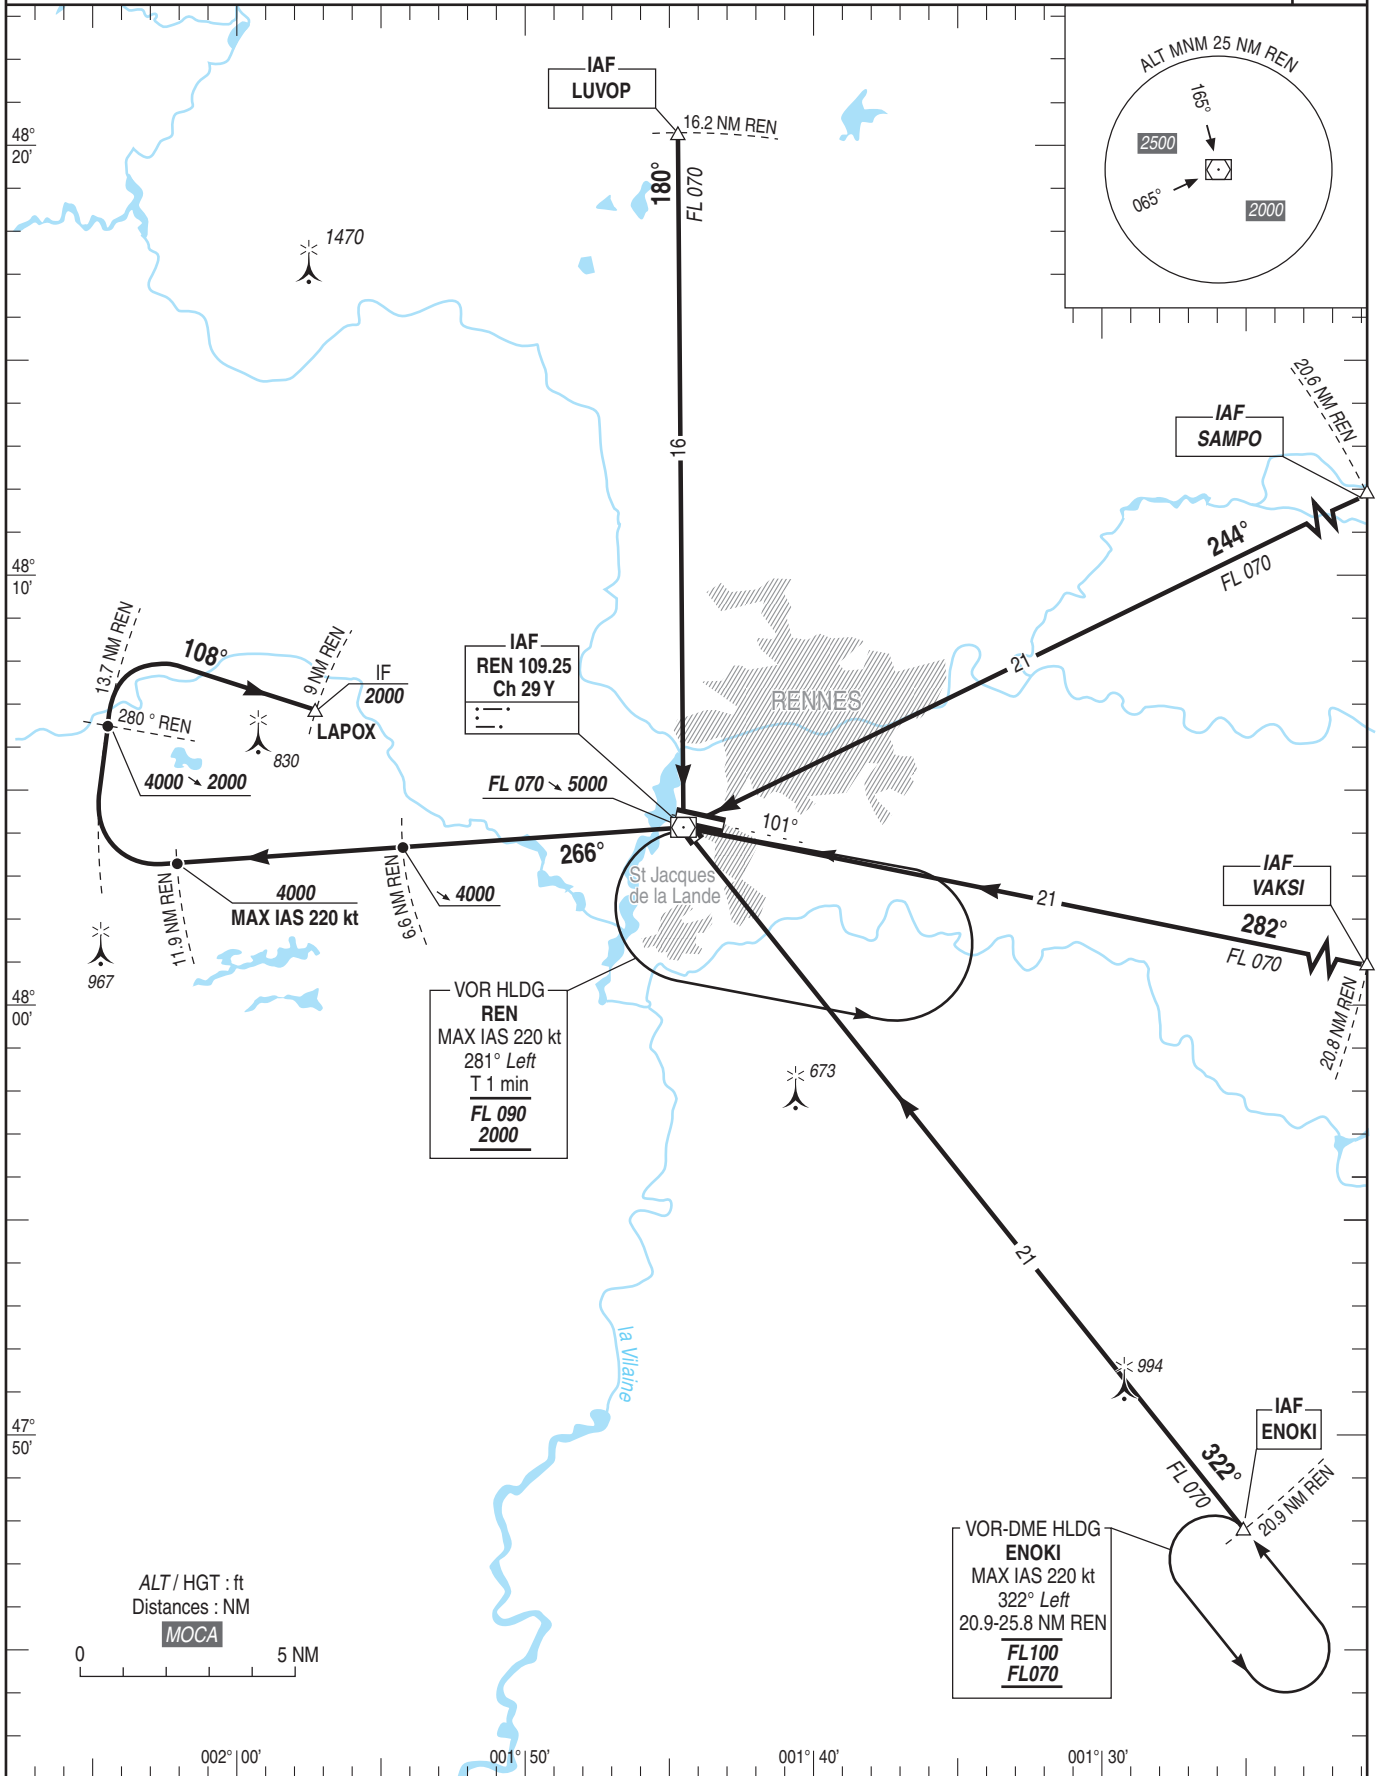 ALT MNM 25 NM REN
165°
2500
065°
2000
IAF
LUVOP
16.2 NM REN
180°
FL 070
16
48°
20'
1470
20.6 NM REN
IAF
SAMPO
244°
FL 070
21
48°
10'
13.7 NM REN
108°
9 NM REN
IF
2000
LAPOX
280° REN
830
4000 ↘ 2000
IAF
REN 109.25
Ch 29 Y
RENNES
FL 070 ↘ 5000
101°
266°
St Jacques
de la Lande
4000
MAX IAS 220 kt
11.9 NM REN
6.6 NM REN
↘ 4000
967
IAF
VAKSI
282°
FL 070
21
20.8 NM REN
48°
00'
VOR HLDG
REN
MAX IAS 220 kt
281° Left
T 1 min
FL 090
2000
673
21
la Vilaine
994
47°
50'
IAF
ENOKI
322°
FL 070
20.9 NM REN
VOR-DME HLDG
ENOKI
MAX IAS 220 kt
322° Left
20.9-25.8 NM REN
FL100
FL070
ALT / HGT : ft
Distances : NM
MOCA
0 5 NM
002° 00' 001° 50' 001° 40' 001° 30'